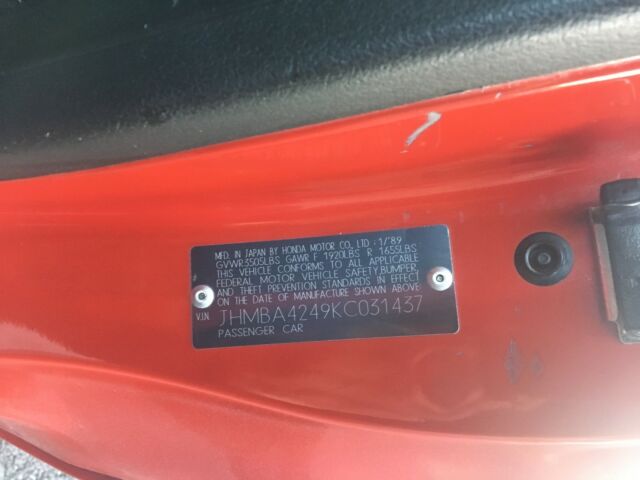 MFD. IN JAPAN BY HONDA MOTOR CO., LTD. : 1/'89
GVWR3505LBS GAWR F 1920LBS R 1655LBS
THIS VEHICLE CONFORMS TO ALL APPLICABLE
FEDERAL MOTOR VEHICLE SAFETY,BUMPER,
AND THEFT PREVENTION STANDARDS IN EFFECT
ON THE DATE OF MANUFACTURE SHOWN ABOVE.
V.I.N. JHMBA4249KC031437
PASSENGER CAR